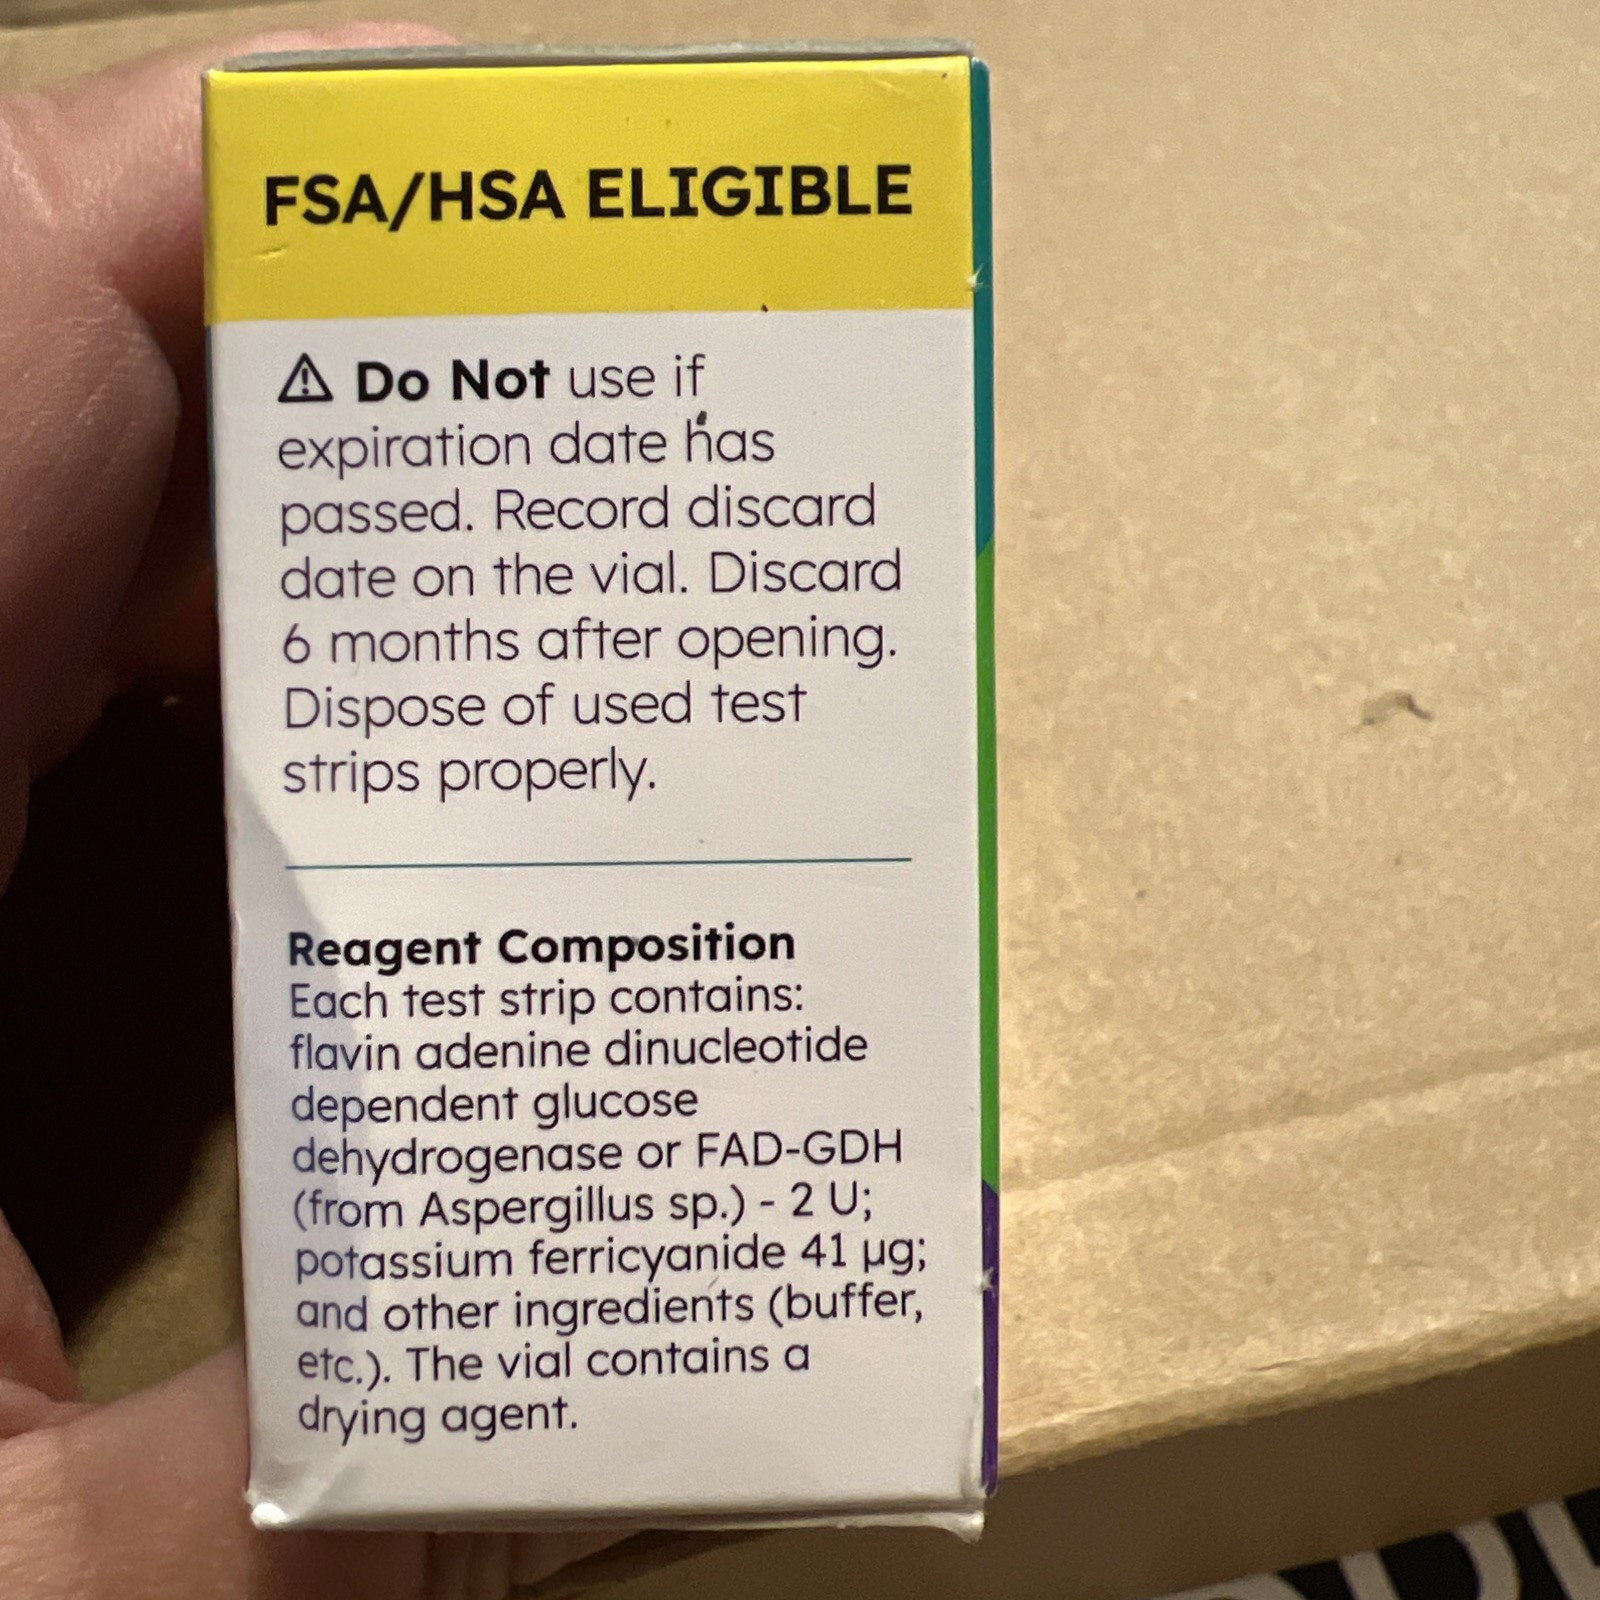 FSA/HSA ELIGIBLE
⚠ Do Not use if
expiration date has
passed. Record discard
date on the vial. Discard
6 months after opening.
Dispose of used test
strips properly.
Reagent Composition
Each test strip contains:
flavin adenine dinucleotide
dependent glucose
dehydrogenase or FAD-GDH
(from Aspergillus sp.) - 2 U;
potassium ferricyanide 41 µg;
and other ingredients (buffer,
etc.). The vial contains a
drying agent.